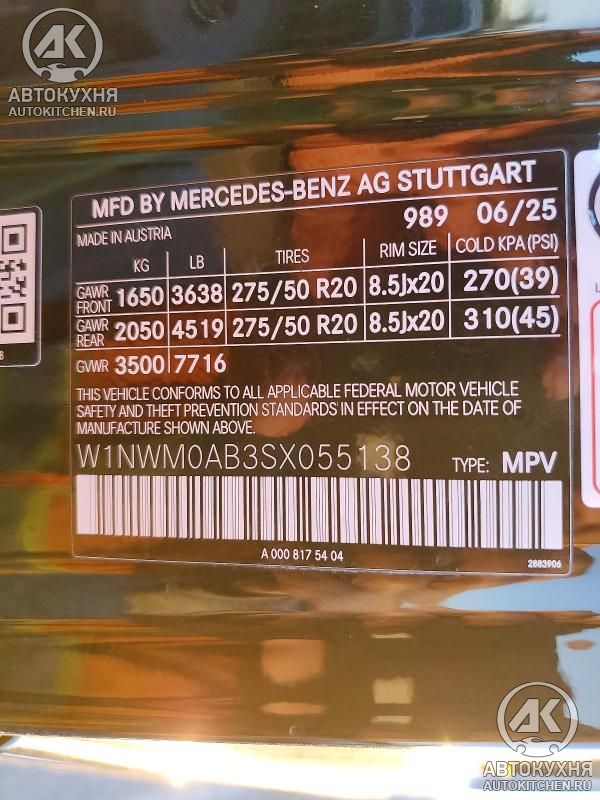 АК
АВТОКУХНЯ
AUTOKITCHEN.RU
MFD BY MERCEDES-BENZ AG STUTTGART
989 06/25
MADE IN AUSTRIA
KG LB TIRES RIM SIZE COLD KPA(PSI)
GAWR FRONT 1650 3638 275/50 R20 8.5Jx20 270(39)
GAWR REAR 2050 4519 275/50 R20 8.5Jx20 310(45)
GVWR 3500 7716
THIS VEHICLE CONFORMS TO ALL APPLICABLE FEDERAL MOTOR VEHICLE
SAFETY AND THEFT PREVENTION STANDARDS IN EFFECT ON THE DATE OF
MANUFACTURE SHOWN ABOVE.
W1NWM0AB3SX055138 TYPE: MPV
A 000 817 54 04
2883906
АК
АВТОКУХНЯ
AUTOKITCHEN.RU